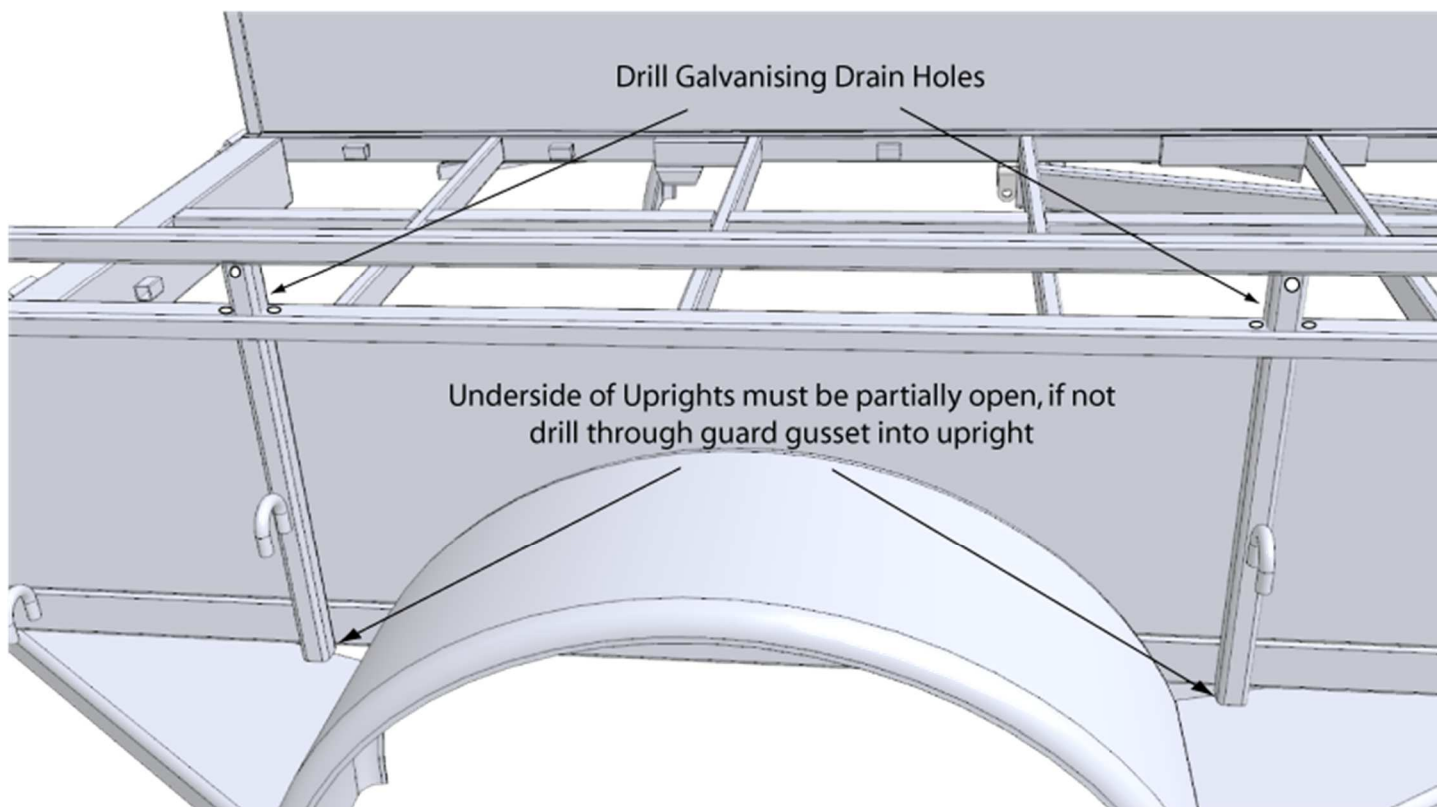 Drill Galvanising Drain Holes
Underside of Uprights must be partially open, if not
drill through guard gusset into upright